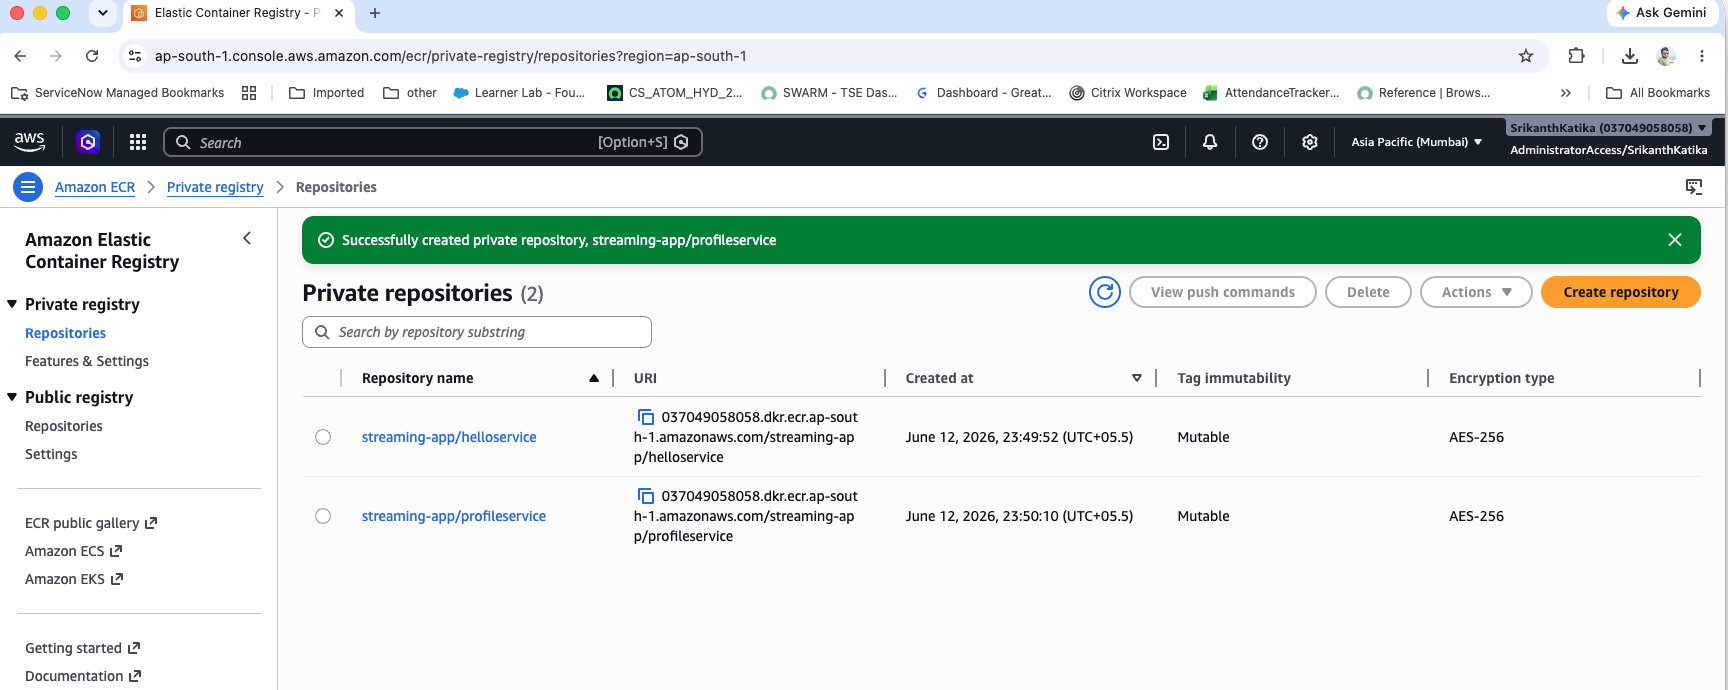 Elastic Container Registry - P
Ask Gemini
ap-south-1.console.aws.amazon.com/ecr/private-registry/repositories?region=ap-south-1
ServiceNow Managed Bookmarks
Imported
other
Learner Lab - Fou...
CS_ATOM_HYD_2...
SWARM - TSE Das...
Dashboard - Great...
Citrix Workspace
AttendanceTracker...
Reference | Brows...
All Bookmarks
aws
Search
[Option+S]
Asia Pacific (Mumbai)
SrikanthKatika (037049058058)
AdministratorAccess/SrikanthKatika
Amazon ECR
Private registry
Repositories
Amazon Elastic
Container Registry
Private registry
Repositories
Features & Settings
Public registry
Repositories
Settings
ECR public gallery
Amazon ECS
Amazon EKS
Getting started
Documentation
Successfully created private repository, streaming-app/profileservice
Private repositories (2)
View push commands
Delete
Actions
Create repository
Search by repository substring
Repository name
URI
Created at
Tag immutability
Encryption type
streaming-app/helloservice
037049058058.dkr.ecr.ap-sout
h-1.amazonaws.com/streaming-ap
p/helloservice
June 12, 2026, 23:49:52 (UTC+05.5)
Mutable
AES-256
streaming-app/profileservice
037049058058.dkr.ecr.ap-sout
h-1.amazonaws.com/streaming-ap
p/profileservice
June 12, 2026, 23:50:10 (UTC+05.5)
Mutable
AES-256